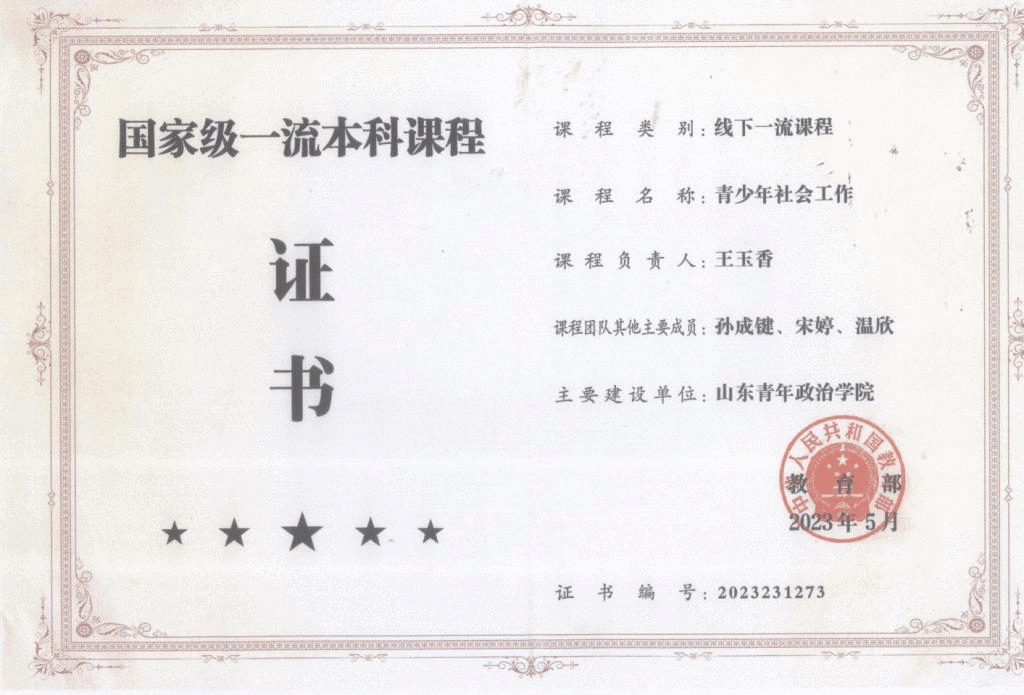 国家级一流本科课程
证
书
★ ★ ★ ★ ★
课程类别：线下一流课程
课程名称：青少年社会工作
课程负责人：王玉香
课程团队其他主要成员：孙成键、宋婷、温欣
主要建设单位：山东青年政治学院
中华人民共和国教育部
教育部
2023年5月
证书编号：2023231273